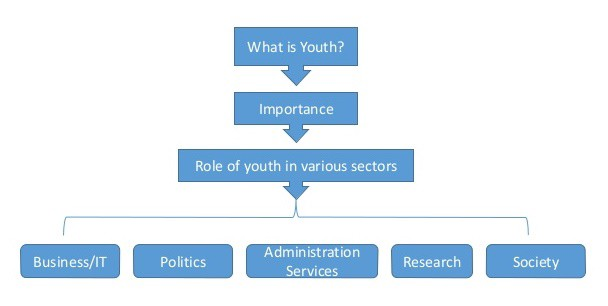 What is Youth?
Importance
Role of youth in various sectors
Business/IT
Politics
Administration
Services
Research
Society